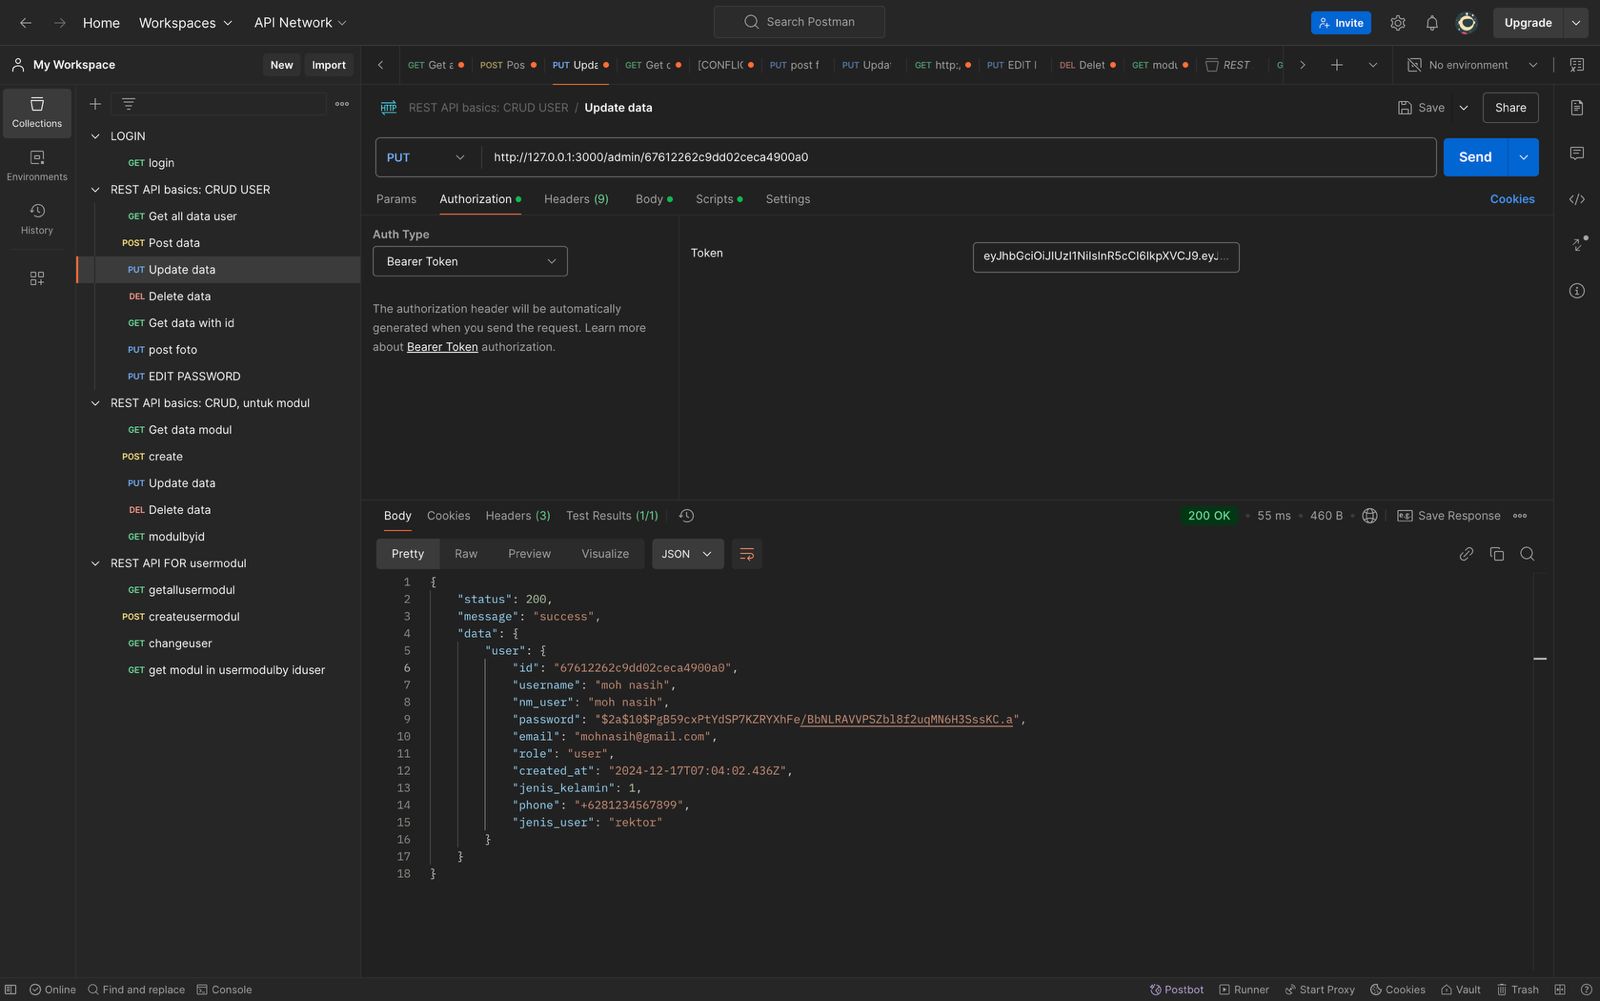 Home
Workspaces
API Network
Search Postman
Invite
Upgrade
My Workspace
New
Import
GET Get a
POST Pos
PUT Upda
GET Get c
[CONFLIC
PUT post f
PUT Upda
GET http:,
PUT EDIT
DEL Delet
GET modu
REST
No environment
Collections
Environments
History
LOGIN
GET login
REST API basics: CRUD USER
GET Get all data user
POST Post data
PUT Update data
DEL Delete data
GET Get data with id
PUT post foto
PUT EDIT PASSWORD
REST API basics: CRUD, untuk modul
GET Get data modul
POST create
PUT Update data
DEL Delete data
GET modulbyid
REST API FOR usermodul
GET getallusermodul
POST createusermodul
GET changeuser
GET get modul in usermodulby iduser
REST API basics: CRUD USER / Update data
Save
Share
PUT
http://127.0.0.1:3000/admin/67612262c9dd02ceca4900a0
Send
Params
Authorization
Headers (9)
Body
Scripts
Settings
Cookies
Auth Type
Bearer Token
The authorization header will be automatically
generated when you send the request. Learn more
about Bearer Token authorization.
Token
Body
Cookies
Headers (3)
Test Results (1/1)
200 OK
55 ms
460 B
Save Response
Pretty
Raw
Preview
Visualize
JSON
1 {
2 "status": 200,
3 "message": "success",
4 "data": {
5 "user": {
6 "id": "67612262c9dd02ceca4900a0",
7 "username": "moh nasih",
8 "nm_user": "moh nasih",
9 "password": "$2a$10$PgB59cxPtYdSP7KZRYXhFe/BbNLRAVVPSZbl8f2uqMN6H3SssKC.a",
10 "email": "mohnasih@gmail.com",
11 "role": "user",
12 "created_at": "2024-12-17T07:04:02.436Z",
13 "jenis_kelamin": 1,
14 "phone": "+6281234567899",
15 "jenis_user": "rektor"
16 }
17 }
18 }
Online
Find and replace
Console
Postbot
Runner
Start Proxy
Cookies
Vault
Trash